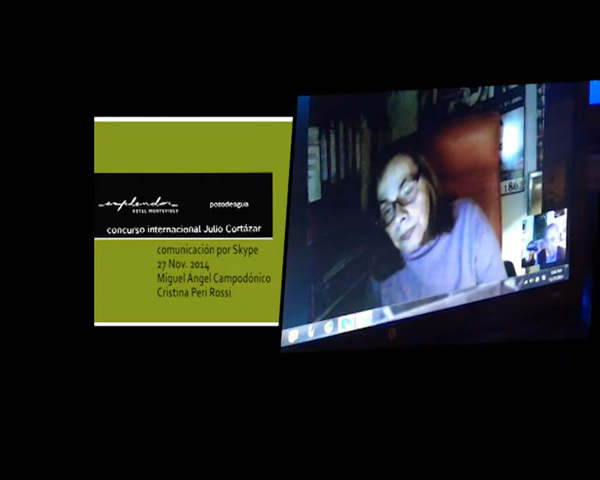 esplendor
HOTEL MONTEVIDEO
pozodeagua
concurso internacional Julio Cortázar
comunicación por Skype
27 Nov. 2014
Miguel Angel Campodónico
Cristina Peri Rossi
1862